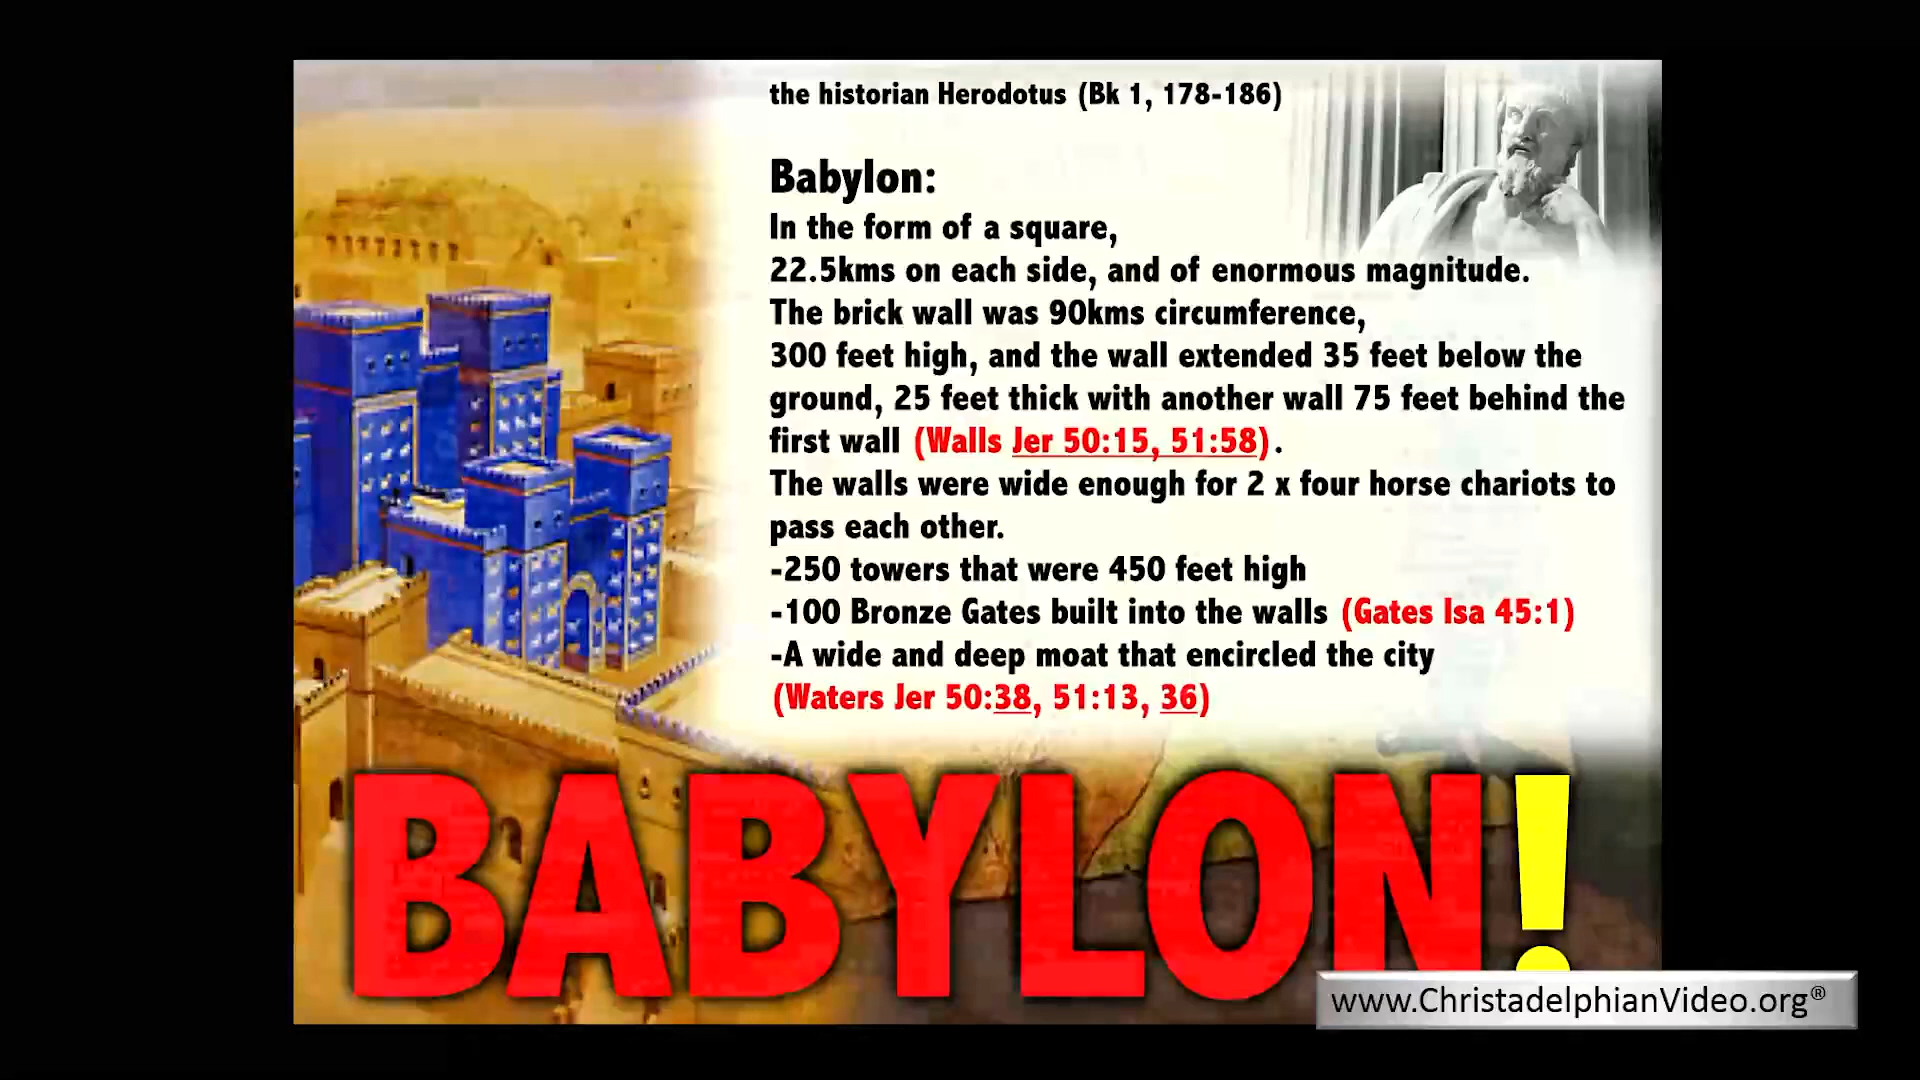 the historian Herodotus (Bk 1, 178-186)
Babylon:
In the form of a square,
22.5kms on each side, and of enormous magnitude.
The brick wall was 90kms circumference,
300 feet high, and the wall extended 35 feet below the
ground, 25 feet thick with another wall 75 feet behind the
first wall (Walls Jer 50:15, 51:58).
The walls were wide enough for 2 x four horse chariots to
pass each other.
-250 towers that were 450 feet high
-100 Bronze Gates built into the walls (Gates Isa 45:1)
-A wide and deep moat that encircled the city
(Waters Jer 50:38, 51:13, 36)
BABYLON!
www.ChristadelphianVideo.org®